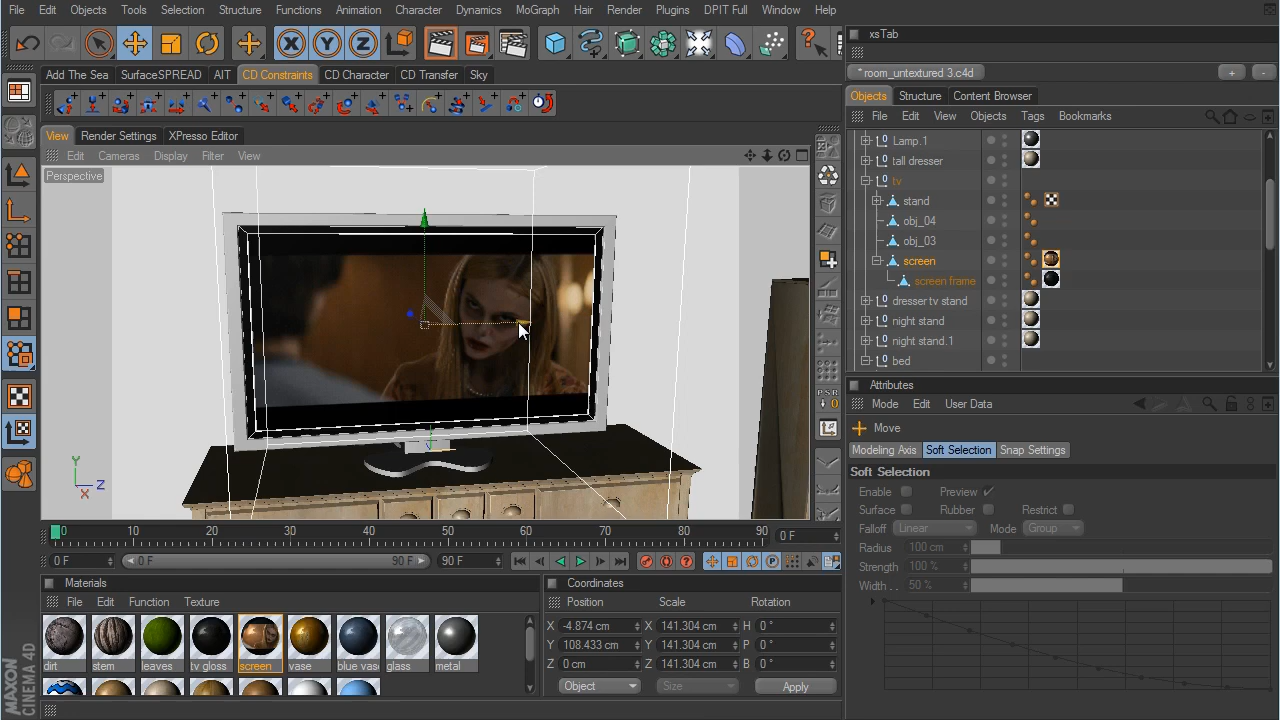 File Edit Objects Tools Selection Structure Functions Animation Character Dynamics MoGraph Hair Render Plugins DPIT Full Window Help
xsTab
* room_untextured 3.c4d + -
Add The Sea SurfaceSPREAD AIT CD Constraints CD Character CD Transfer Sky
Objects Structure Content Browser
File Edit View Objects Tags Bookmarks
View Render Settings XPresso Editor
Edit Cameras Display Filter View
Perspective
Lamp.1
tall dresser
tv
stand
obj_04
obj_03
screen
screen frame
dresser tv stand
night stand
night stand.1
bed
PSR
0
Attributes
Mode Edit User Data
Move
Modeling Axis Soft Selection Snap Settings
Soft Selection
Enable Preview ✓
Surface Rubber Restrict
Falloff Linear Mode Group
Radius 100 cm
Strength 100 %
Width . . 50 %
Y
Z
X
0 10 20 30 40 50 60 70 80 90 0 F
0 F 0 F 90 F 90 F
Materials
File Edit Function Texture
dirt stem leaves tv gloss screen vase blue vase glass metal
Coordinates
Position Scale Rotation
X -4.874 cm X 141.304 cm H 0 °
Y 108.433 cm Y 141.304 cm P 0 °
Z 0 cm Z 141.304 cm B 0 °
Object Size Apply
MAXON
CINEMA 4D